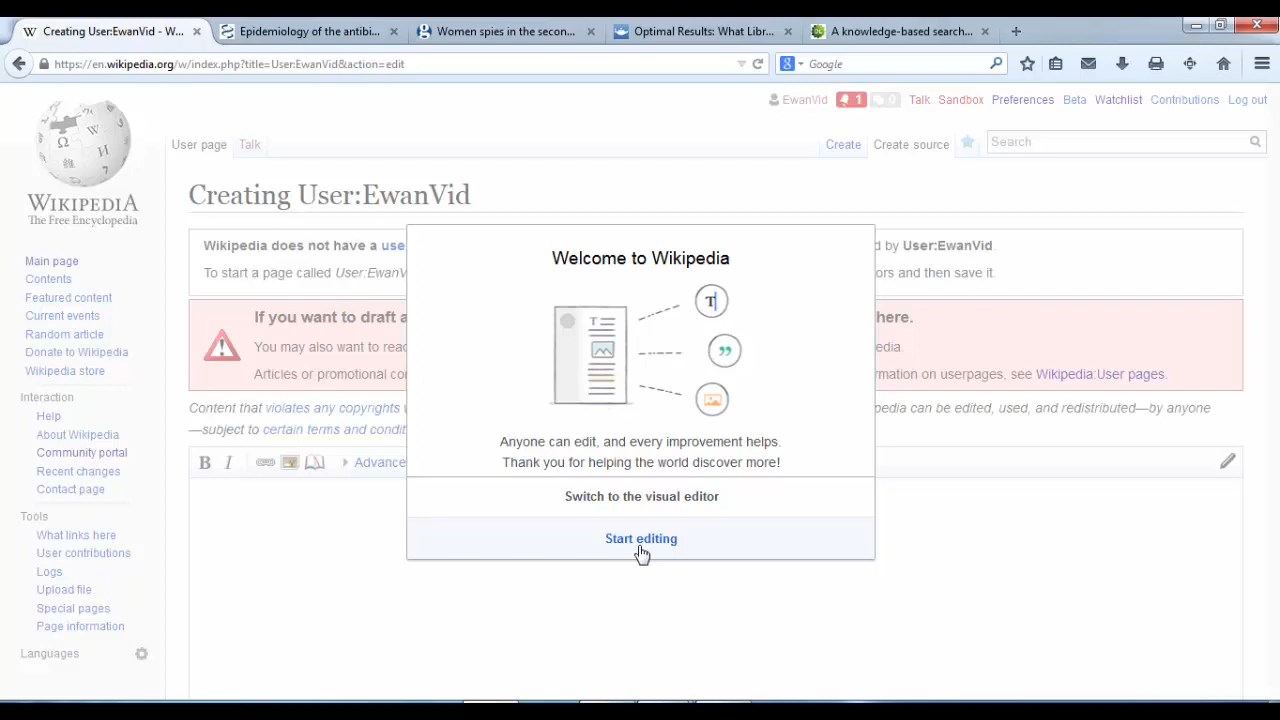 Creating User:EwanVid - W...
Epidemiology of the antibi...
Women spies in the secon...
Optimal Results: What Libr...
A knowledge-based search...
https://en.wikipedia.org/w/index.php?title=User:EwanVid&action=edit
Google
EwanVid 1 0 Talk Sandbox Preferences Beta Watchlist Contributions Log out
User page Talk Create Create source Search
WIKIPEDIA
The Free Encyclopedia
Main page
Contents
Featured content
Current events
Random article
Donate to Wikipedia
Wikipedia store
Interaction
Help
About Wikipedia
Community portal
Recent changes
Contact page
Tools
What links here
User contributions
Logs
Upload file
Special pages
Page information
Languages
Creating User:EwanVid
Wikipedia does not have a use d by User:EwanVid.
To start a page called User:EwanV ors and then save it.
If you want to draft a here.
You may also want to rea edia.
Articles or promotional co rmation on userpages, see Wikipedia:User pages.
Content that violates any copyrights w pedia can be edited, used, and redistributed—by anyone
—subject to certain terms and condit
B I Advance
Welcome to Wikipedia
T
Anyone can edit, and every improvement helps.
Thank you for helping the world discover more!
Switch to the visual editor
Start editing